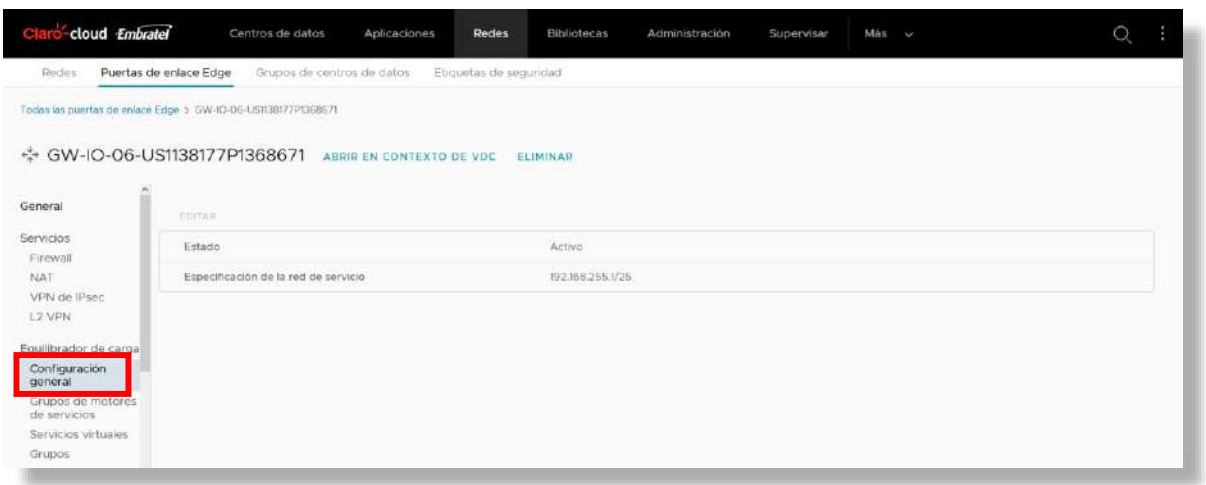 Claro-cloud Embratel Centros de datos Aplicaciones Redes Bibliotecas Administración Supervisar Más
Redes Puertas de enlace Edge Grupos de centros de datos Etiquetas de seguridad
Todas las puertas de enlace Edge > GW-IO-06-US1138177P1368671
GW-IO-06-US1138177P1368671 ABRIR EN CONTEXTO DE VDC ELIMINAR
General
EDITAR
Servicios
Estado Activo
Firewall
NAT
Especificación de la red de servicio 192.168.255.1/25
VPN de IPsec
L2 VPN
Equilibrador de carga
Configuración
general
Grupos de motores
de servicios
Servicios virtuales
Grupos